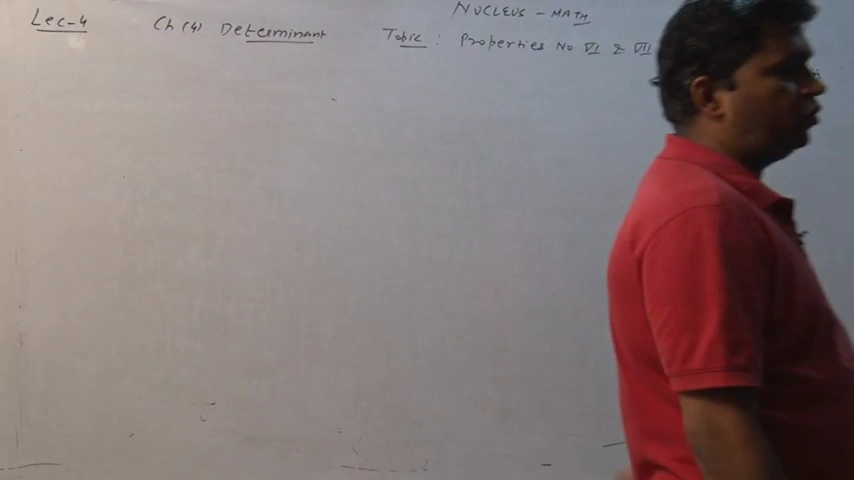 NUCLEUS - MATH
Lec-4 Ch (4) Determinant Topic : Properties No VI & VII